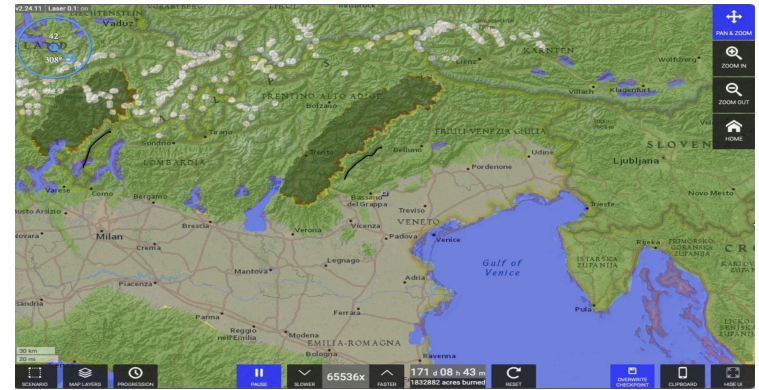 v2.24.11 | Laser 0.1: on
LIECHTENSTEIN
Vaduz
Innsbruck
42
308°
PAN & ZOOM
ZOOM IN
ZOOM OUT
HOME
KÄRNTEN
Lienz
Wolfsberg
Villach
Klagenfurt
TRENTINO-ALTO ADIGE
Bolzano
Tirano
Sondrio
LOMBARDIA
Trento
Belluno
FRIULI-VENEZIA GIULIA
SLOVEN
Ljubljana
Udine
Pordenone
Varese
Como
Bergamo
Bassano
del Grappa
Treviso
VENETO
Trieste
Novo Mesto
Busto Arsizio
Novara
Milan
Brescia
Verona
Vicenza
Padova
Venice
Crema
Legnago
Mantova
Gulf of
Venice
ISTARSKA
ŽUPANIJA
Rijeka
PRIMORSKO-
GORANSKA
ŽUPANIJA
CR
Piacenza
Adria
Pula
Parma
Ferrara
Reggio
nell'Emilia
Modena
EMILIA-ROMAGNA
Bologna
Ravenna
30 km
20 mi
SCENARIO
MAP LAYERS
PROGRESSION
PAUSE
SLOWER
65536x
FASTER
171 d 08 h 43 m
1832882 acres burned
RESET
OVERWRITE
CHECKPOINT
CLIPBOARD
HIDE UI